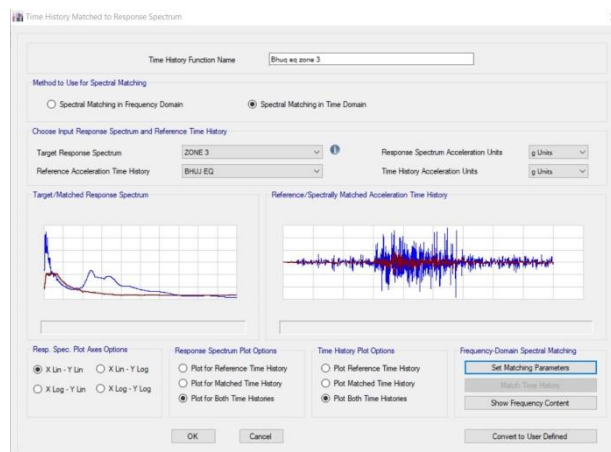 Time History Matched to Response Spectrum
Time History Function Name Bhuq eq zone 3
Method to Use for Spectral Matching
Spectral Matching in Frequency Domain Spectral Matching in Time Domain
Choose Input Response Spectrum and Reference Time History
Target Response Spectrum ZONE 3 Response Spectrum Acceleration Units g Units
Reference Acceleration Time History BHUJ EQ Time History Acceleration Units g Units
Target/Matched Response Spectrum Reference/Spectrally Matched Acceleration Time History
Resp. Spec. Plot Axes Options Response Spectrum Plot Options Time History Plot Options Frequency-Domain Spectral Matching
X Lin - Y Lin X Lin - Y Log Plot for Reference Time History Plot Reference Time History Set Matching Parameters
Plot for Matched Time History Plot Matched Time History Match Time History
X Log - Y Lin X Log - Y Log Plot for Both Time Histories Plot Both Time Histories Show Frequency Content
OK Cancel Convert to User Defined